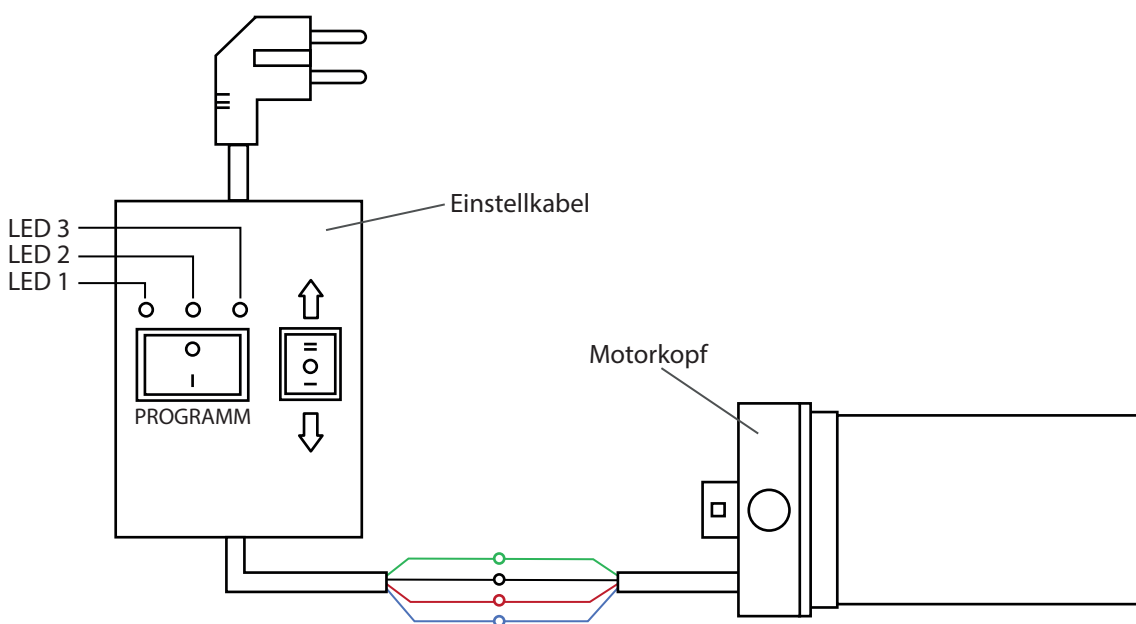 Einstellkabel
LED 3
LED 2
LED 1
Motorkopf
PROGRAMM